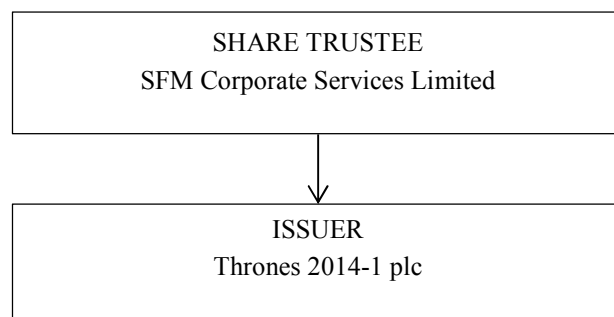 SHARE TRUSTEE
SFM Corporate Services Limited
ISSUER
Thrones 2014-1 plc